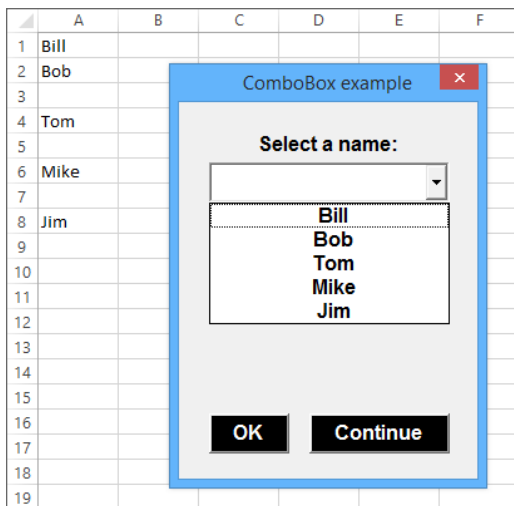 A B C D E F
1 Bill
2 Bob
3
4 Tom
5
6 Mike
7
8 Jim
9
10
11
12
13
14
15
16
17
18
19
ComboBox example
Select a name:
Bill
Bob
Tom
Mike
Jim
OK Continue